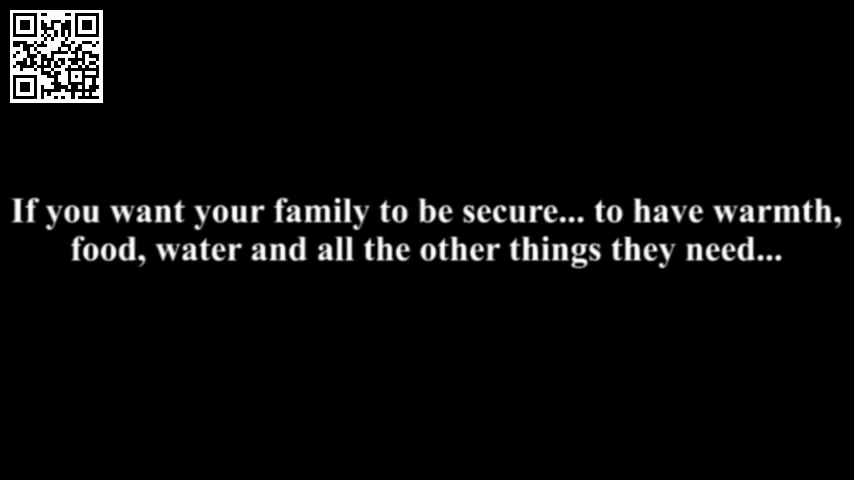 If you want your family to be secure... to have warmth,
food, water and all the other things they need...